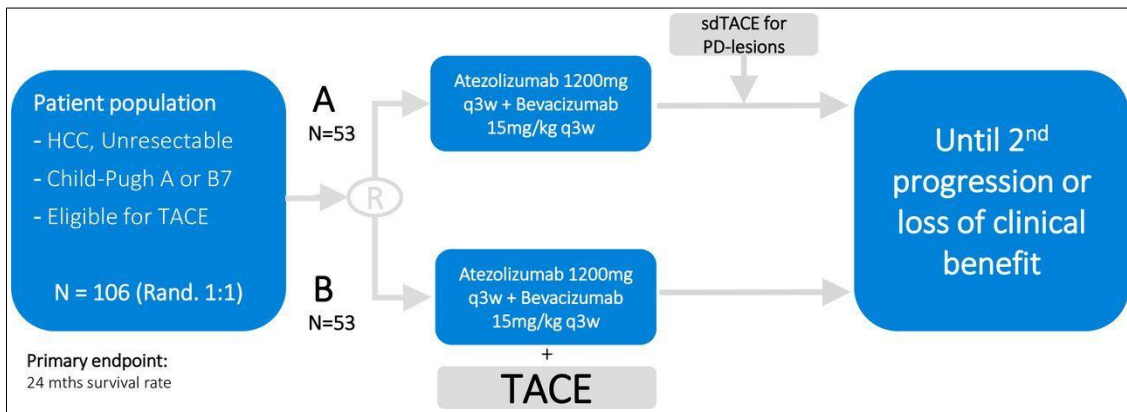 Patient population
- HCC, Unresectable
- Child-Pugh A or B7
- Eligible for TACE
N = 106 (Rand. 1:1)
Primary endpoint:
24 mths survival rate
R
A
N=53
Atezolizumab 1200mg
q3w + Bevacizumab
15mg/kg q3w
sdTACE for
PD-lesions
B
N=53
Atezolizumab 1200mg
q3w + Bevacizumab
15mg/kg q3w
+
TACE
Until 2nd
progression or
loss of clinical
benefit